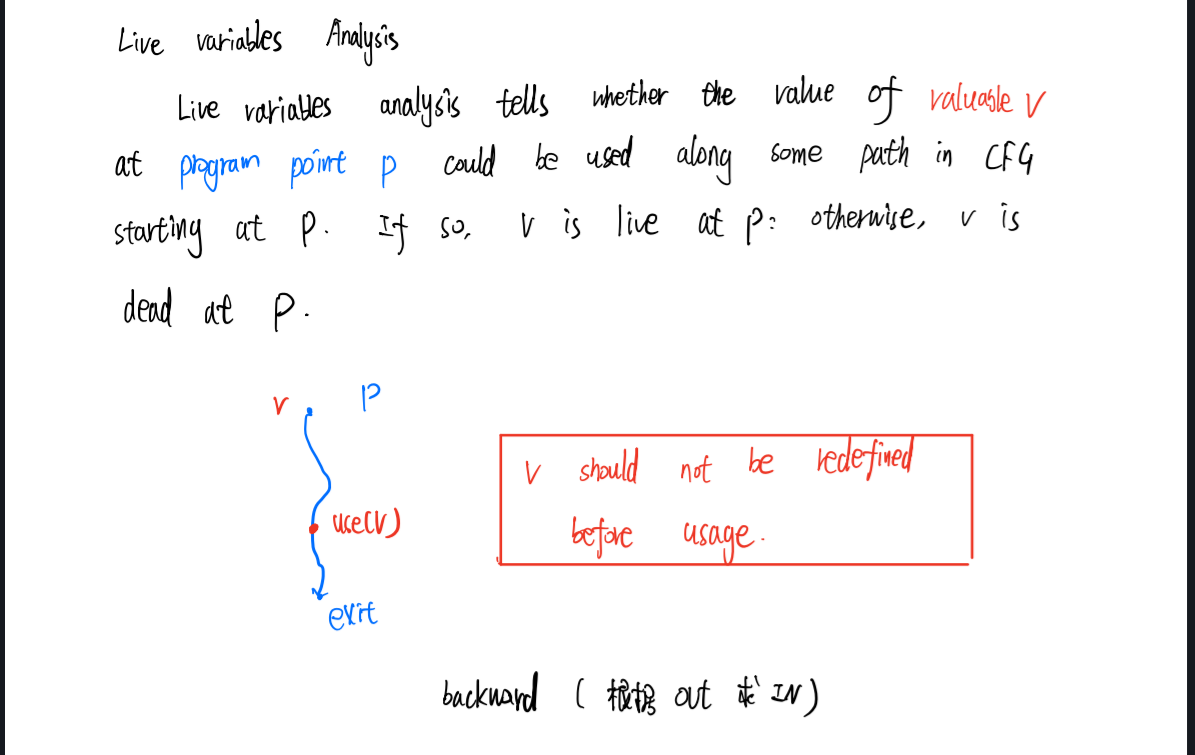 Live variables Analysis
Live variables analysis tells whether the value of valuable v
at program point p could be used along some path in CFG
starting at p. If so, v is live at p: otherwise, v is
dead at p.
v p
use(v)
exit
v should not be redefined
before usage.
backward (根据 out 求 IN)